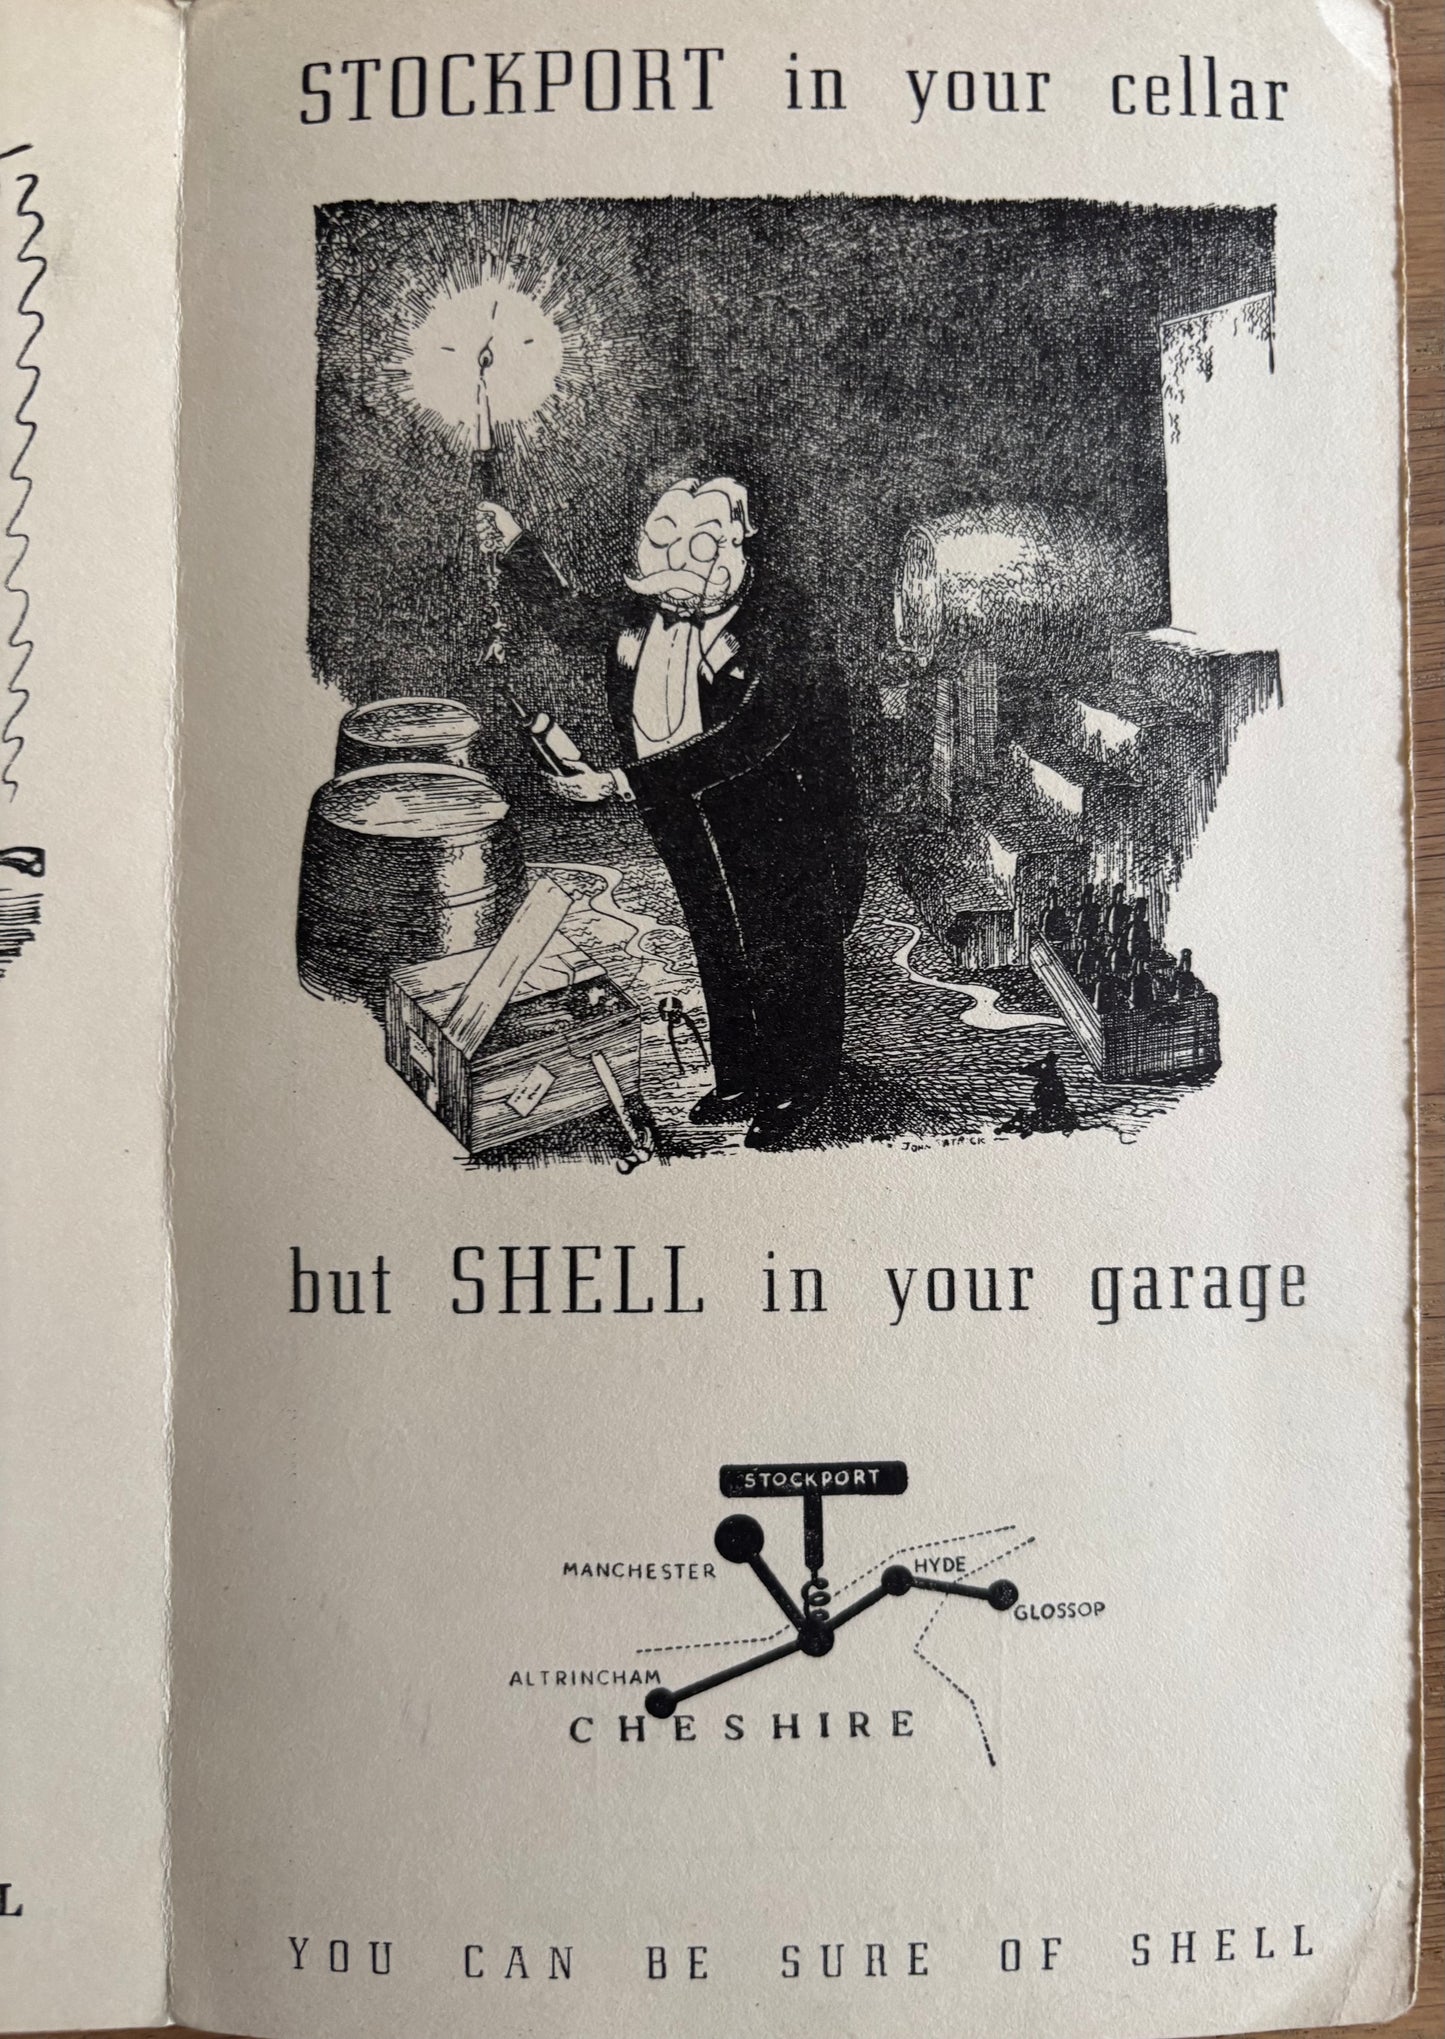 STOCKPORT in your cellar
JOHN
but SHELL in your garage
STOCKPORT
MANCHESTER
HYDE
GLOSSOP
ALTRINCHAM
CHESHIRE
L
YOU CAN BE SURE OF SHELL